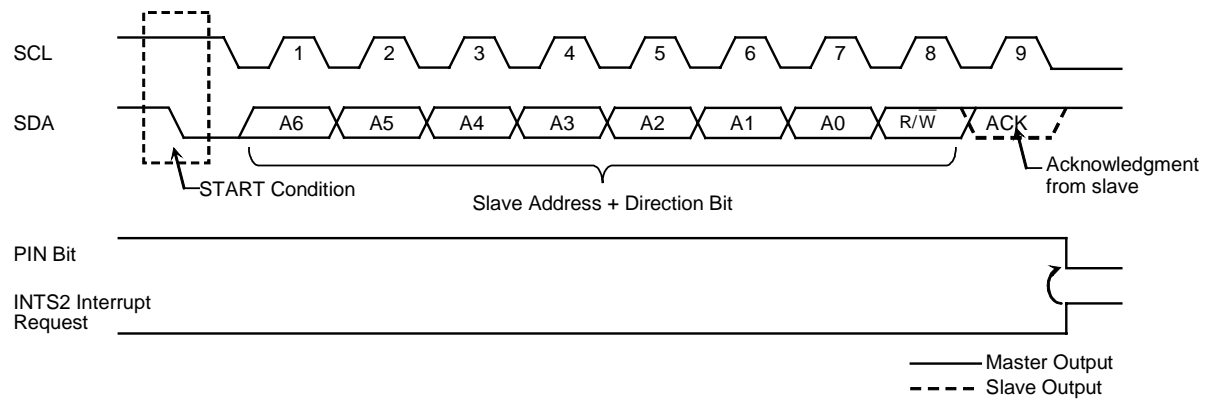 SCL
1 2 3 4 5 6 7 8 9
SDA
A6 A5 A4 A3 A2 A1 A0 R/W̅ ACK
START Condition
Slave Address + Direction Bit
Acknowledgment
from slave
PIN Bit
INTS2 Interrupt
Request
Master Output
Slave Output